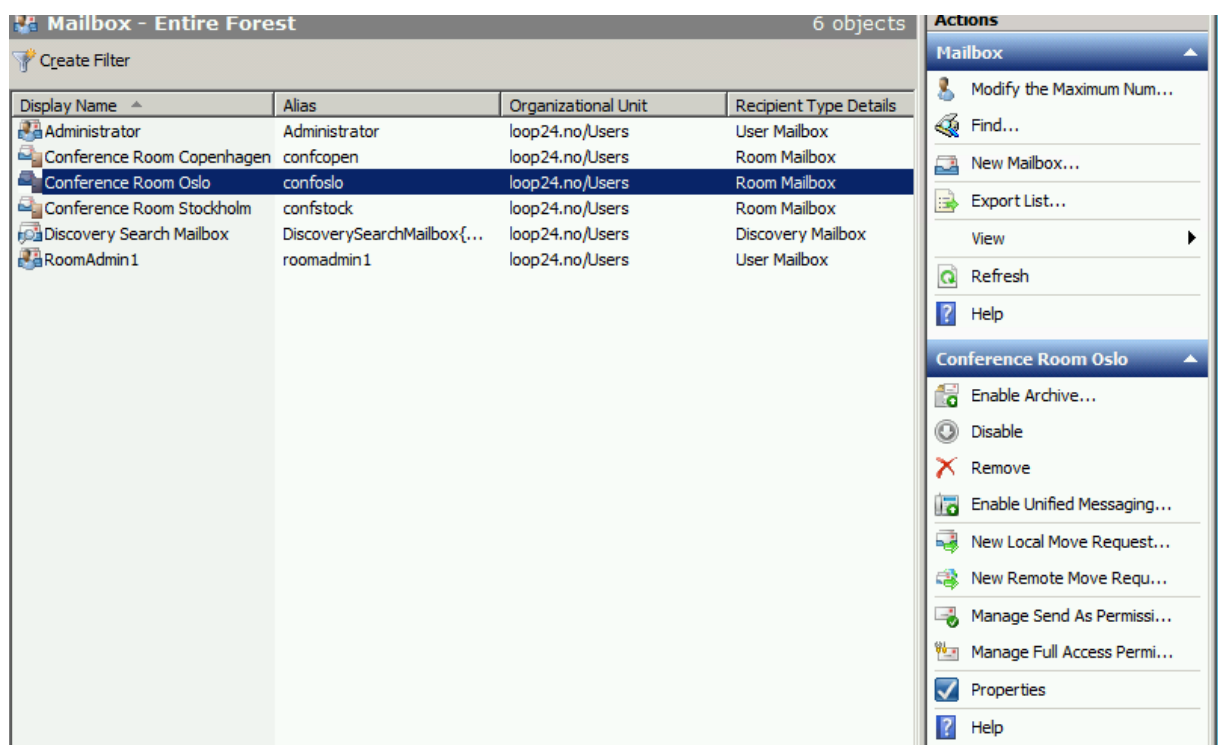 Mailbox - Entire Forest 6 objects
Create Filter
Display Name Alias Organizational Unit Recipient Type Details
Administrator Administrator loop24.no/Users User Mailbox
Conference Room Copenhagen confcopen loop24.no/Users Room Mailbox
Conference Room Oslo confoslo loop24.no/Users Room Mailbox
Conference Room Stockholm confstock loop24.no/Users Room Mailbox
Discovery Search Mailbox DiscoverySearchMailbox{... loop24.no/Users Discovery Mailbox
RoomAdmin1 roomadmin1 loop24.no/Users User Mailbox
Actions
Mailbox
Modify the Maximum Num...
Find...
New Mailbox...
Export List...
View
Refresh
Help
Conference Room Oslo
Enable Archive...
Disable
Remove
Enable Unified Messaging...
New Local Move Request...
New Remote Move Requ...
Manage Send As Permissi...
Manage Full Access Permi...
Properties
Help